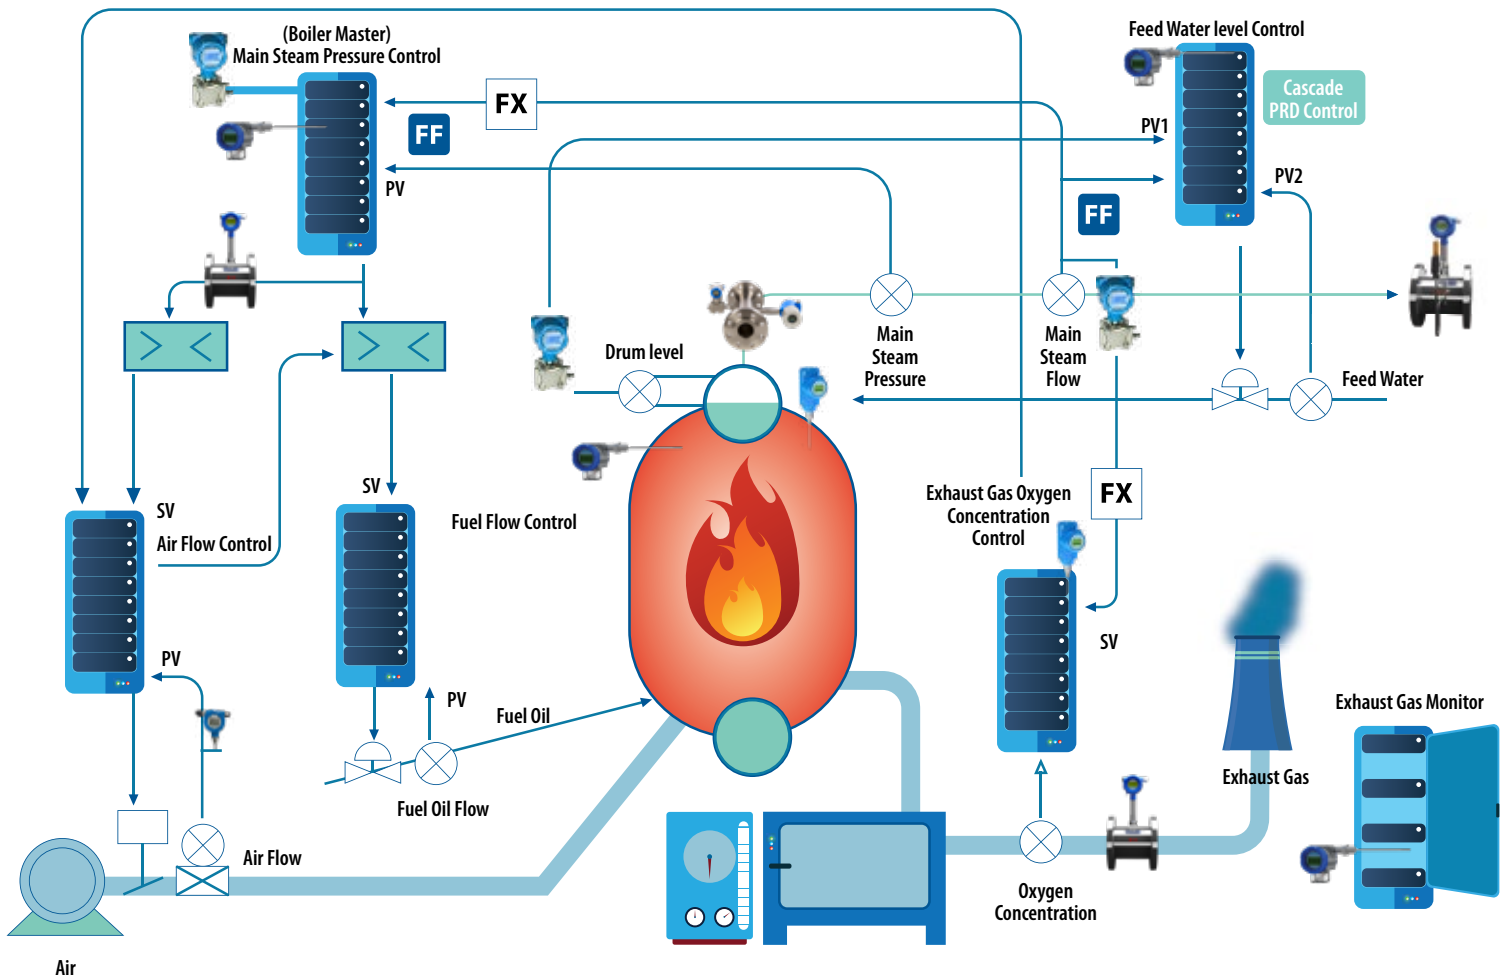 (Boiler Master)
Main Steam Pressure Control
Feed Water level Control
Cascade
PRD Control
FX
FF
PV
PV1
PV2
FF
Main
Steam
Pressure
Main
Steam
Flow
Feed Water
Drum level
SV
Air Flow Control
SV
Fuel Flow Control
Exhaust Gas Oxygen
Concentration
Control
FX
SV
PV
PV
Fuel Oil
Fuel Oil Flow
Air Flow
Air
Oxygen
Concentration
Exhaust Gas
Exhaust Gas Monitor